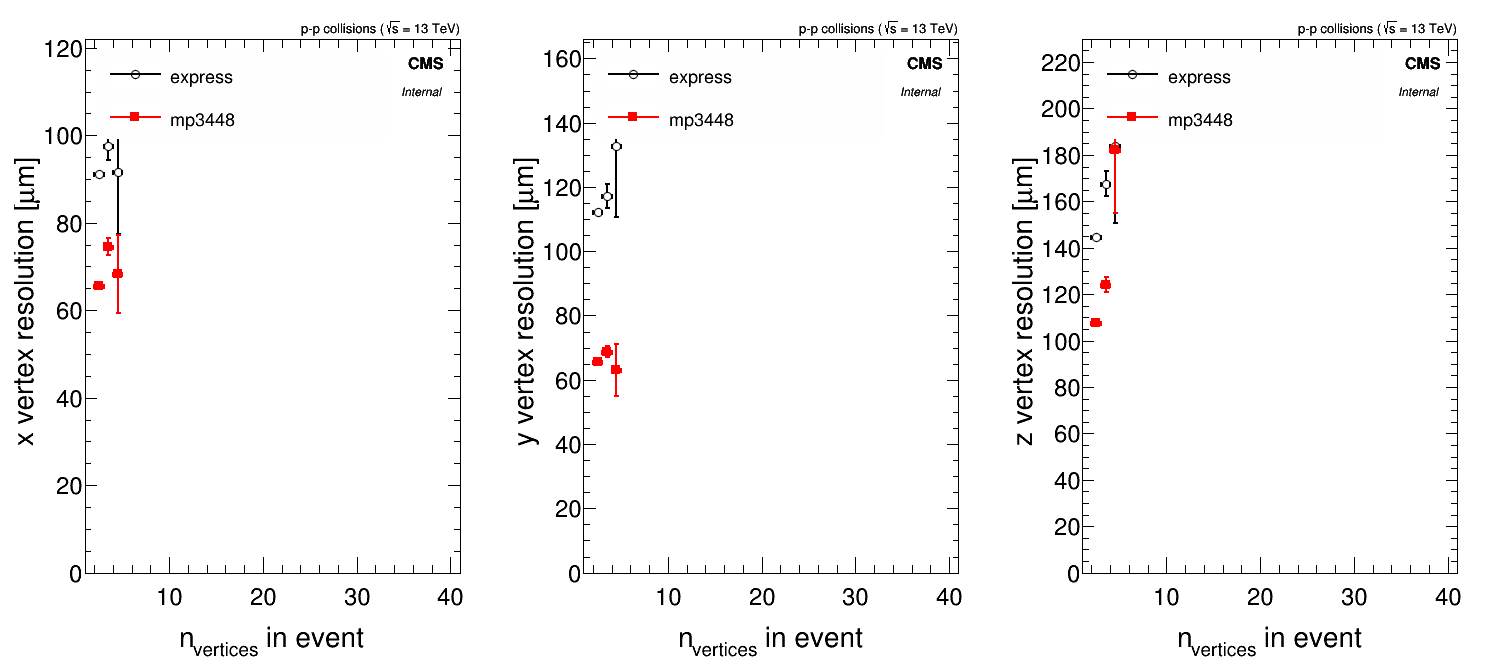 p-p collisions ( √s = 13 TeV)
CMS
Internal
express
mp3448
120
100
80
60
40
20
0
10
20
30
40
x vertex resolution [μm]
n_vertices in event
p-p collisions ( √s = 13 TeV)
CMS
Internal
express
mp3448
160
140
120
100
80
60
40
20
0
10
20
30
40
y vertex resolution [μm]
n_vertices in event
p-p collisions ( √s = 13 TeV)
CMS
Internal
express
mp3448
220
200
180
160
140
120
100
80
60
40
20
0
10
20
30
40
z vertex resolution [μm]
n_vertices in event